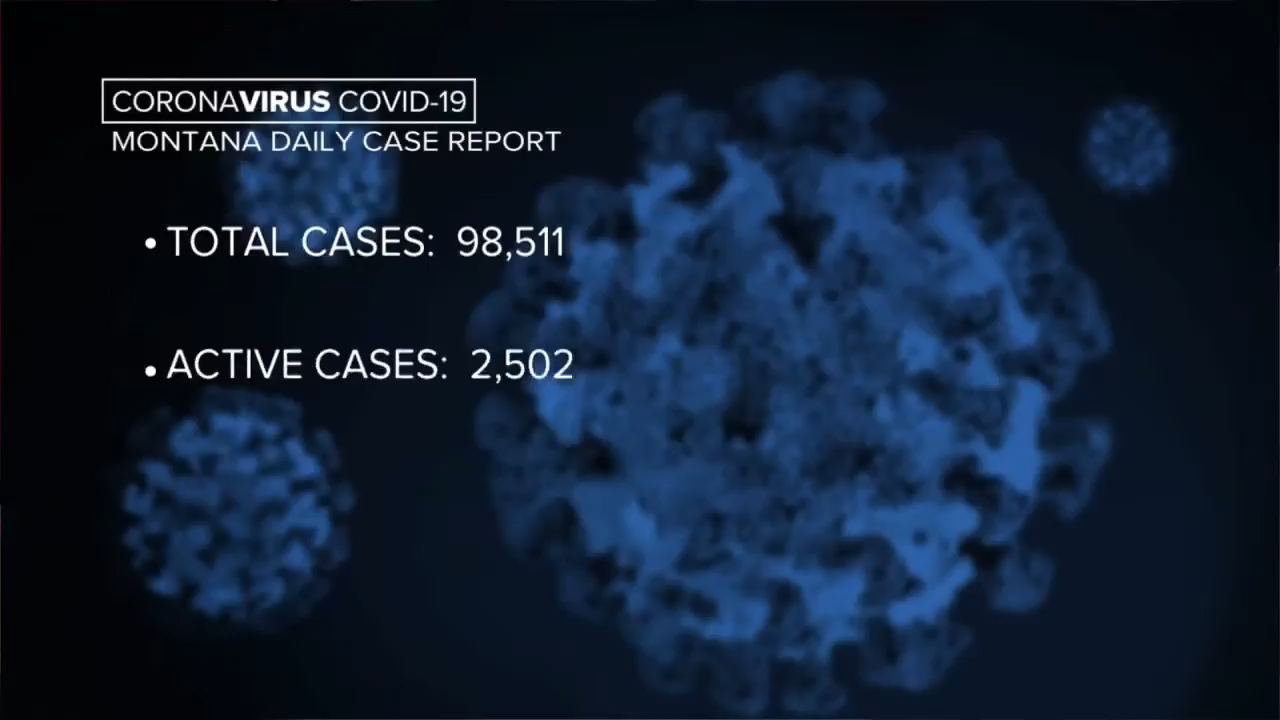 CORONAVIRUS COVID-19
MONTANA DAILY CASE REPORT
• TOTAL CASES: 98,511
• ACTIVE CASES: 2,502